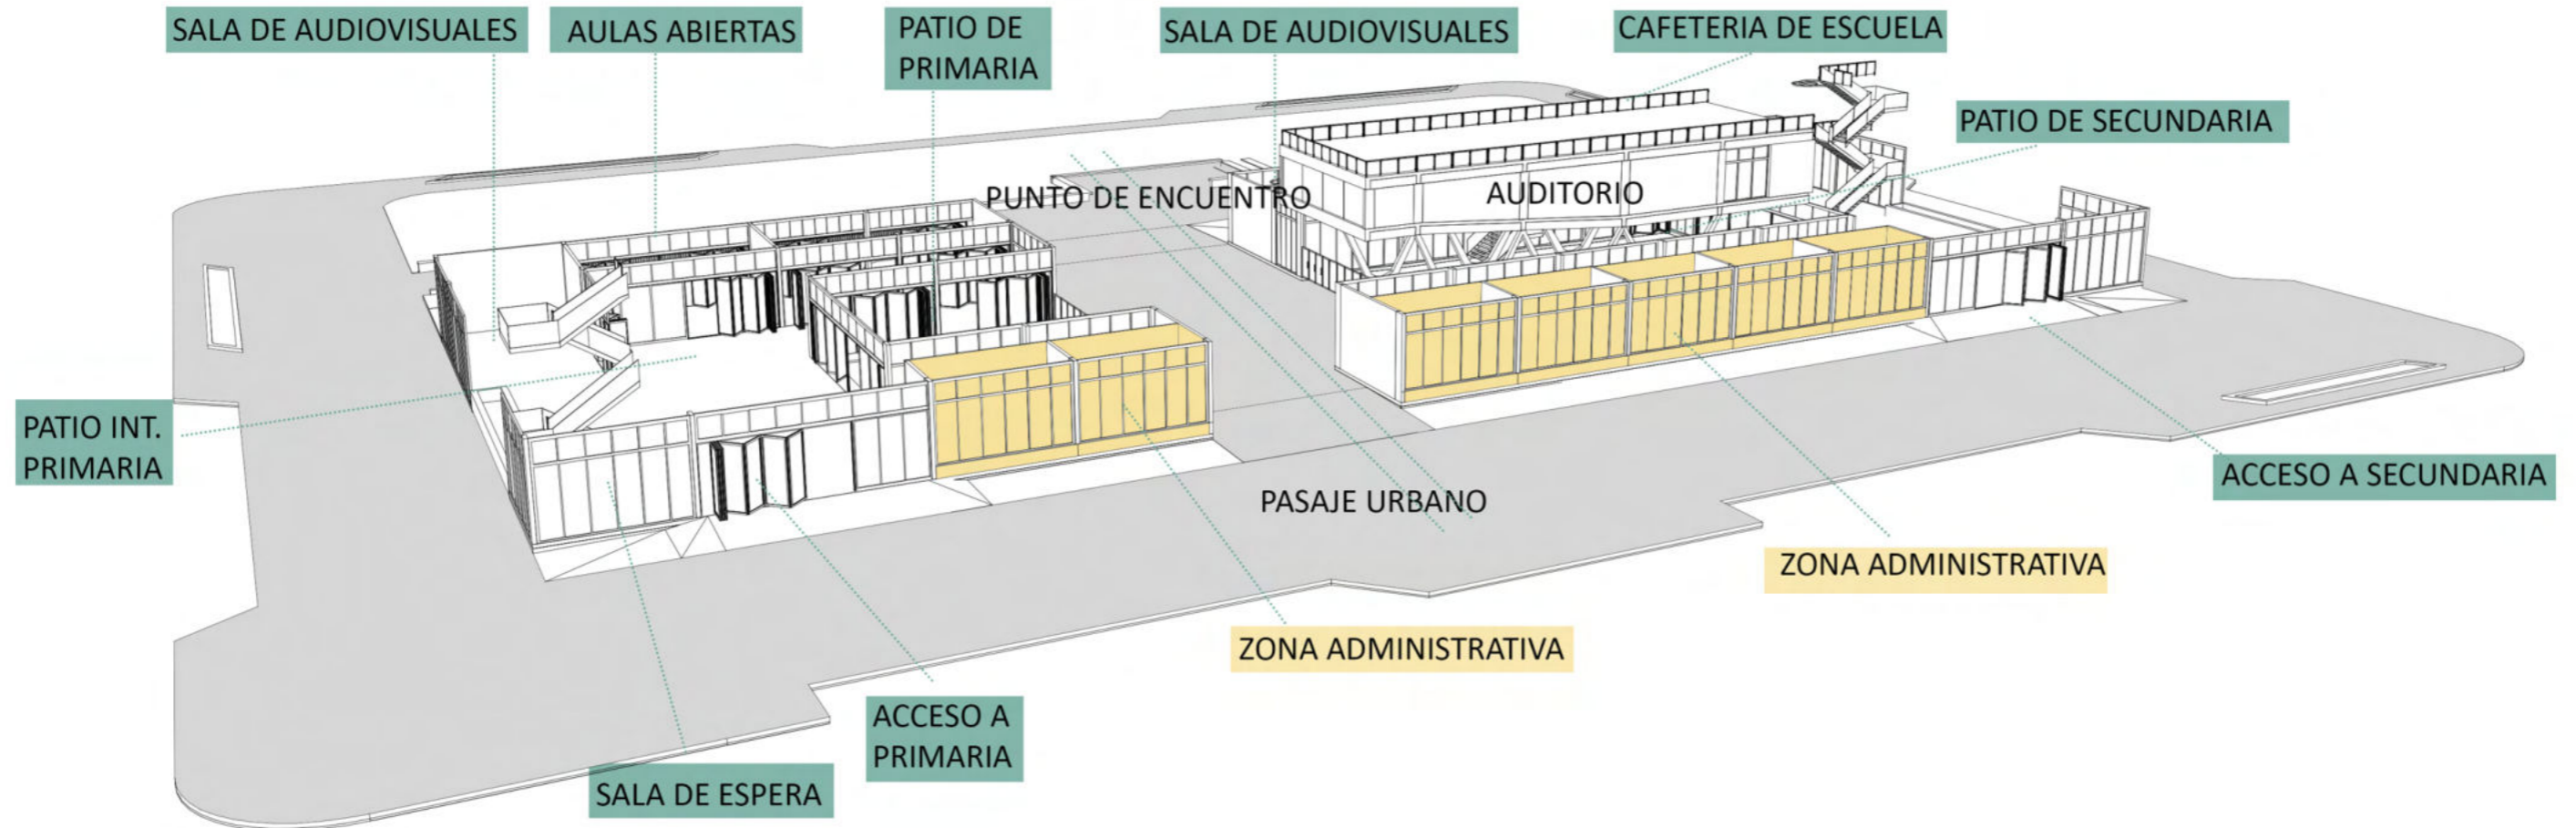 SALA DE AUDIOVISUALES
AULAS ABIERTAS
PATIO DE
PRIMARIA
SALA DE AUDIOVISUALES
CAFETERIA DE ESCUELA
PATIO DE SECUNDARIA
PUNTO DE ENCUENTRO
AUDITORIO
PATIO INT.
PRIMARIA
PASAJE URBANO
ACCESO A SECUNDARIA
ZONA ADMINISTRATIVA
ZONA ADMINISTRATIVA
ACCESO A
PRIMARIA
SALA DE ESPERA